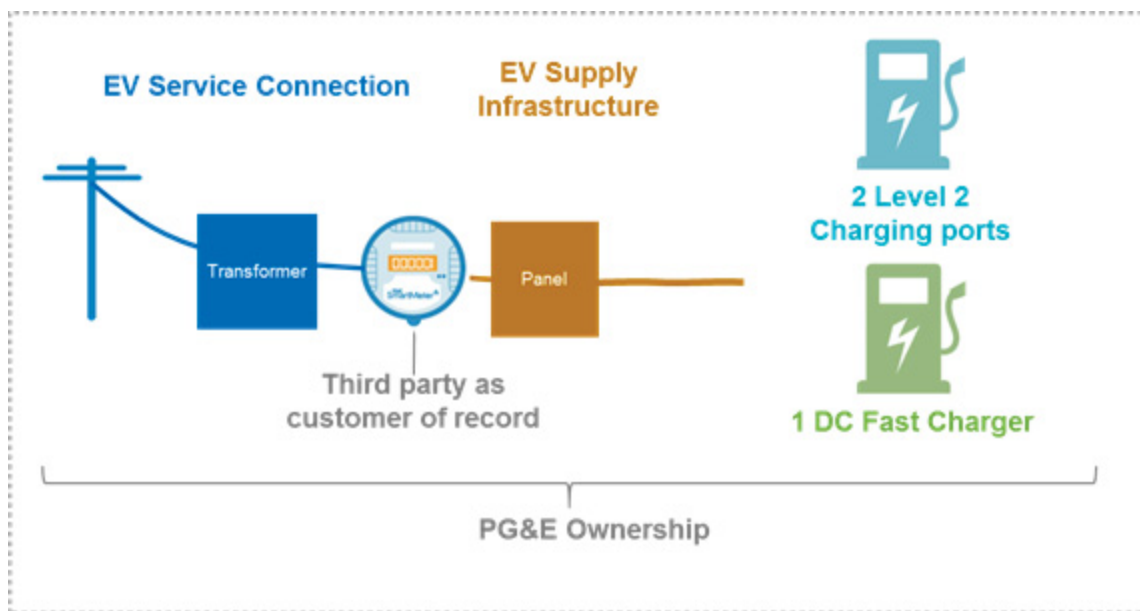 EV Service Connection
EV Supply
Infrastructure
Transformer
SmartMeter
Panel
2 Level 2
Charging ports
Third party as
customer of record
1 DC Fast Charger
PG&E Ownership